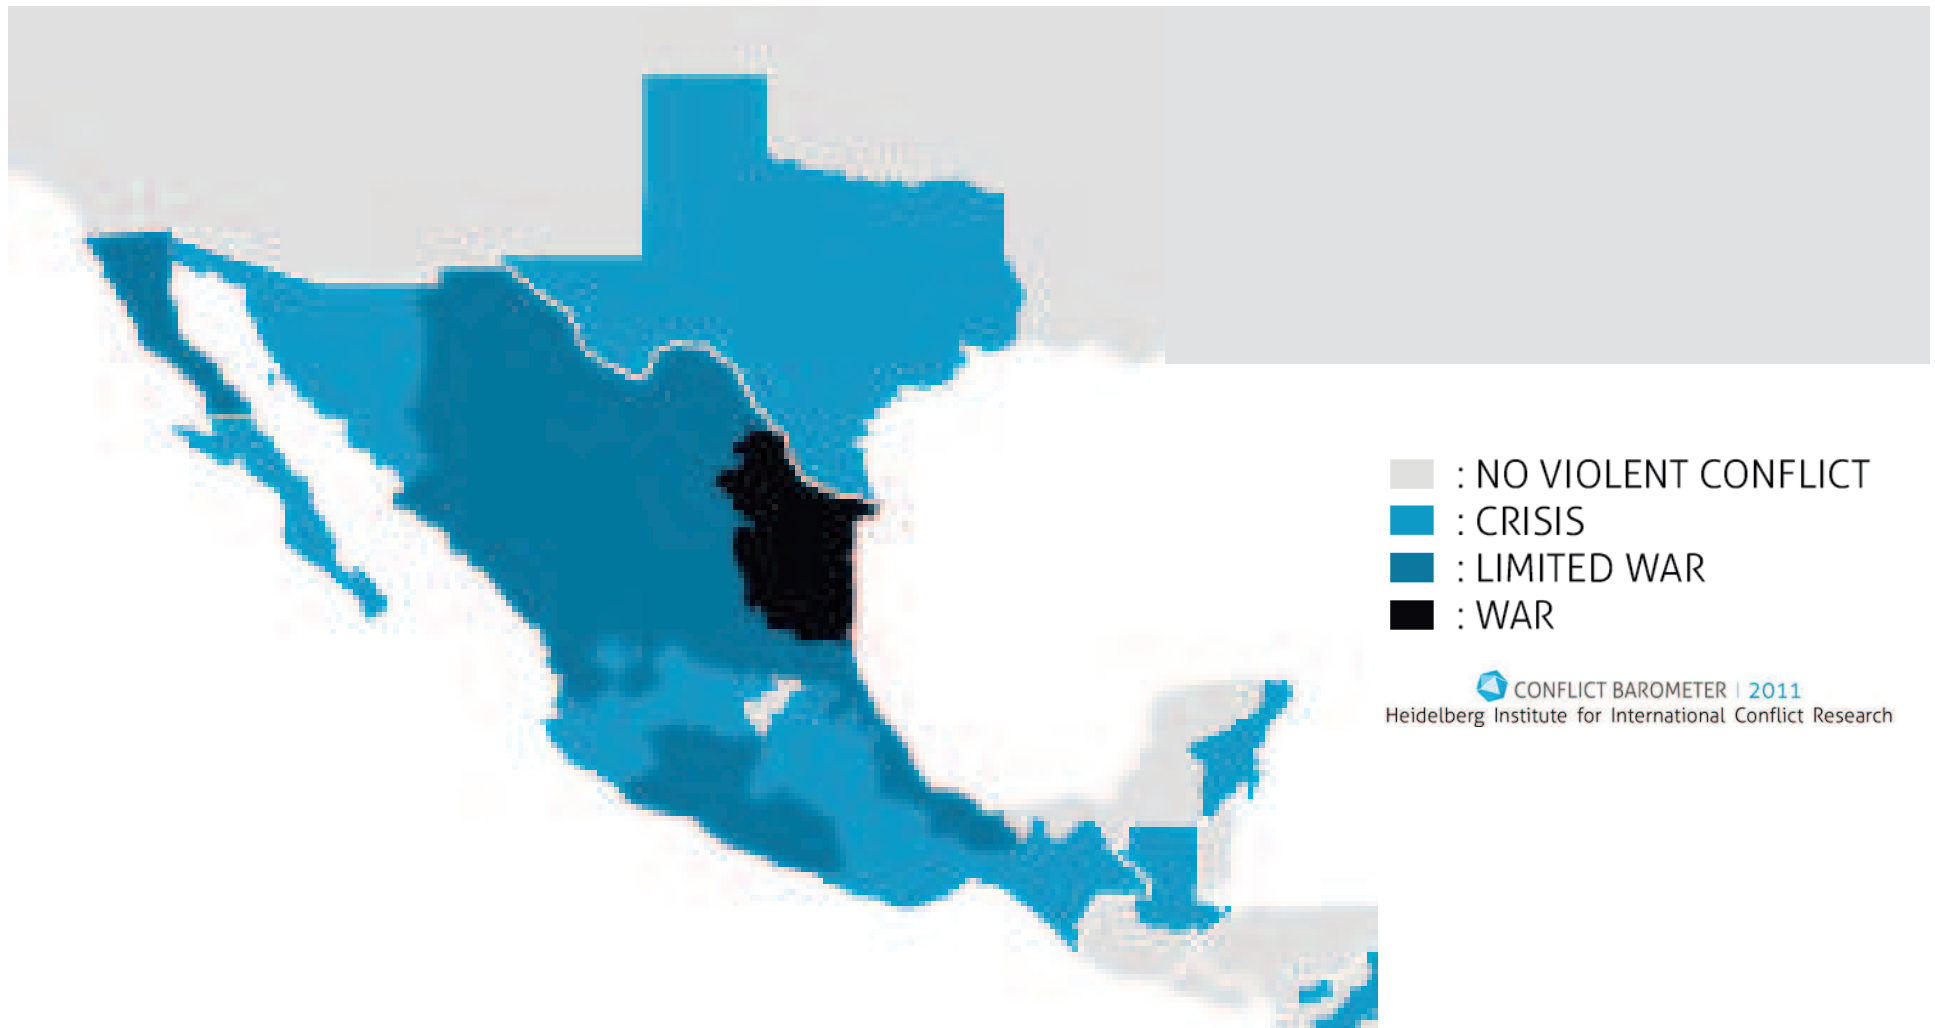 : NO VIOLENT CONFLICT
: CRISIS
: LIMITED WAR
: WAR
CONFLICT BAROMETER | 2011
Heidelberg Institute for International Conflict Research